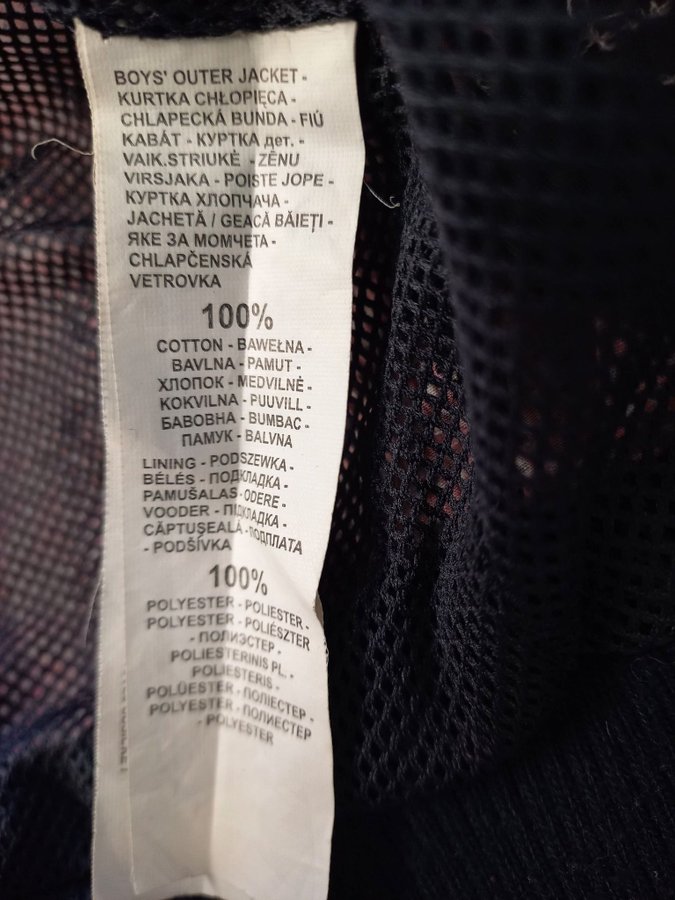 BOYS' OUTER JACKET -
KURTKA CHŁOPIĘCA -
CHLAPECKÁ BUNDA - FIÚ
KABÁT - КУРТКА дет. -
VAIK.STRIUKĖ - ZĒNU
VIRSJAKA - POISTE JOPE -
КУРТКА ХЛОПЧАЧА -
JACHETĂ / GEACĂ BĂIEȚI -
ЯКЕ ЗА МОМЧЕТА -
CHLAPČENSKÁ
VETROVKA
100%
COTTON - BAWEŁNA -
BAVLNA - PAMUT -
ХЛОПОК - MEDVILNĖ -
KOKVILNA - PUUVILL -
БАВОВНА - BUMBAC -
ПАМУК - BALVNA
LINING - PODSZEWKA -
BÉLÉS - ПОДКЛАДКА -
PAMUŠALAS - ODERE -
VOODER - ПІДКЛАДКА -
CĂPTUŞEALĂ - ПОДПЛАТА
- PODŠÍVKA
100%
POLYESTER - POLIESTER -
POLYESTER - POLIÉSZTER
- ПОЛИЭСТЕР -
POLIESTERINIS PL. -
POLIESTERIS -
POLÜESTER - ПОЛІЕСТЕР -
POLYESTER - ПОЛИЕСТЕР
- POLYESTER